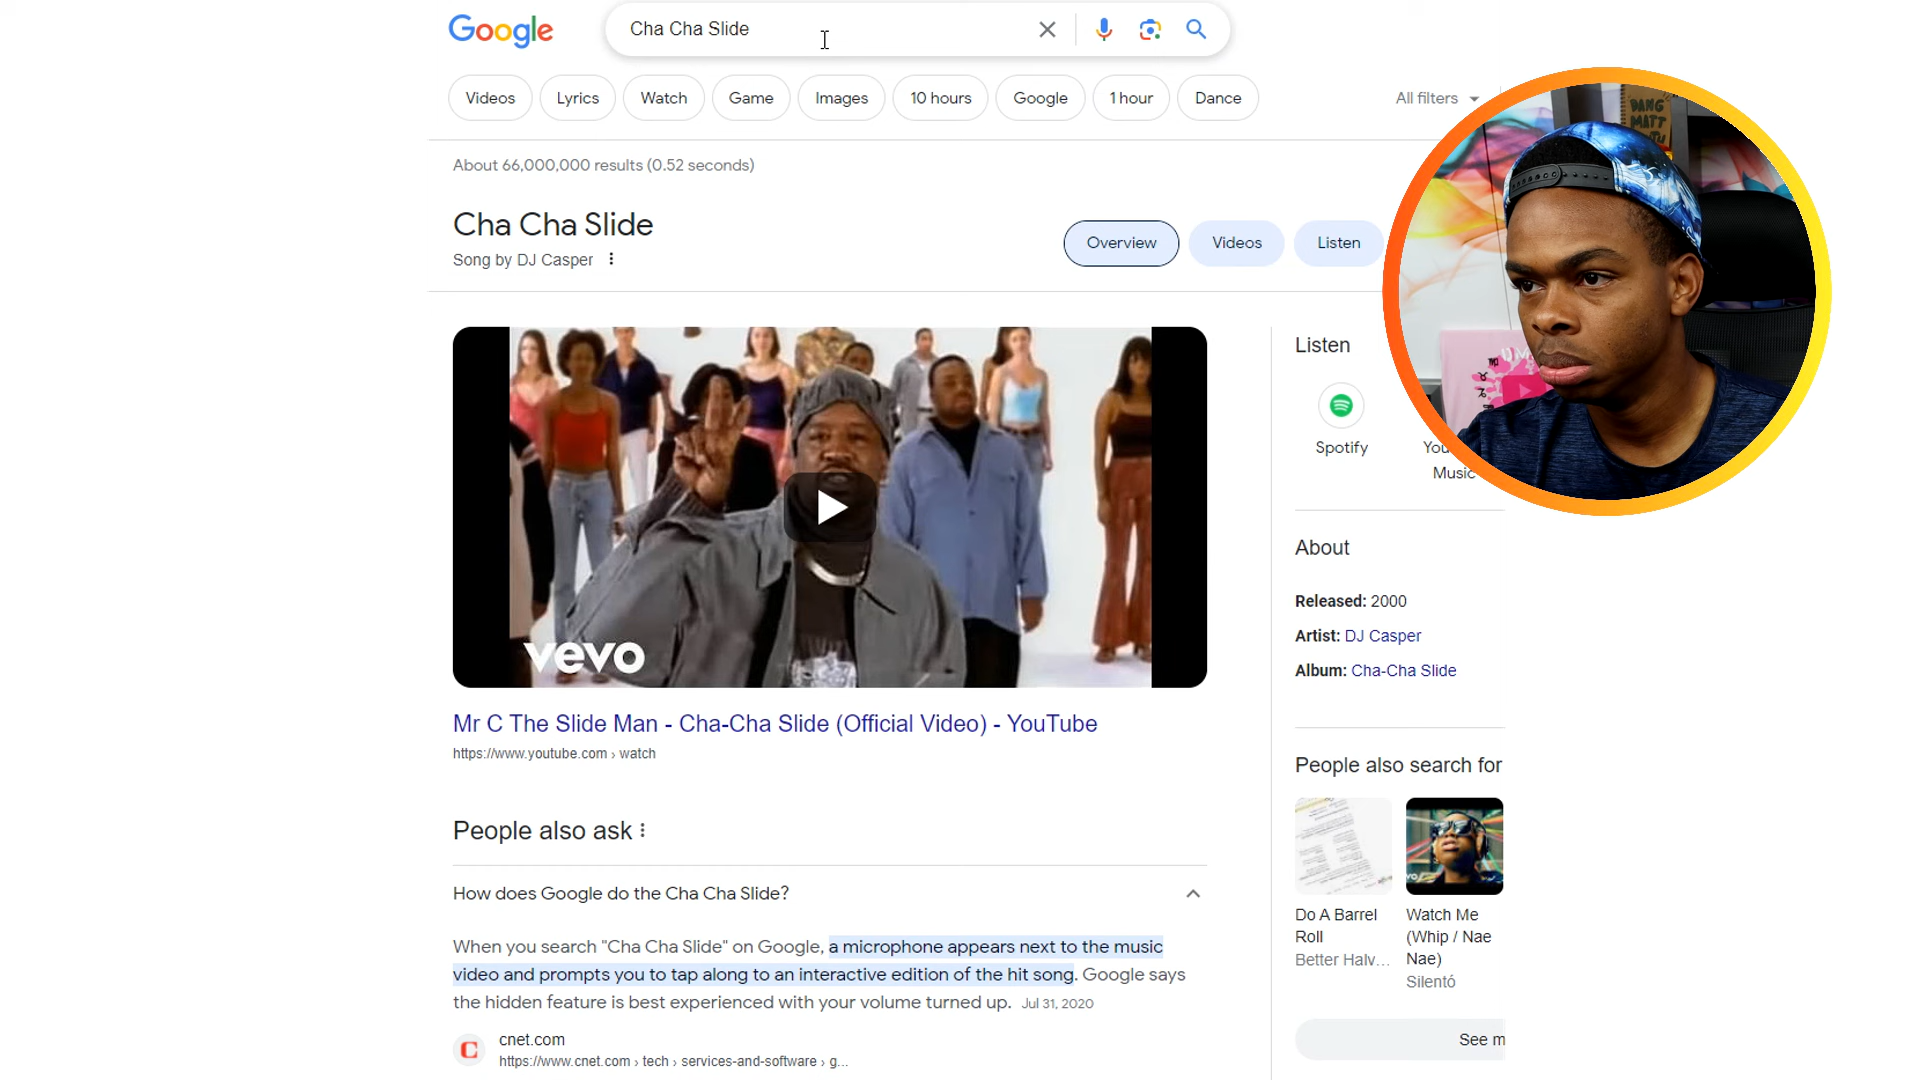 Google
Cha Cha Slide
Videos
Lyrics
Watch
Game
Images
10 hours
Google
1 hour
Dance
All filters
About 66,000,000 results (0.52 seconds)
Cha Cha Slide
Song by DJ Casper
Overview
Videos
Listen
DANG
MATT
vevo
Mr C The Slide Man - Cha-Cha Slide (Official Video) - YouTube
https://www.youtube.com › watch
People also ask
How does Google do the Cha Cha Slide?
When you search "Cha Cha Slide" on Google, a microphone appears next to the music
video and prompts you to tap along to an interactive edition of the hit song. Google says
the hidden feature is best experienced with your volume turned up. Jul 31, 2020
cnet.com
https://www.cnet.com › tech › services-and-software › g...
Listen
Spotify
You
Music
About
Released: 2000
Artist: DJ Casper
Album: Cha-Cha Slide
People also search for
Do A Barrel
Roll
Better Halv...
Watch Me
(Whip / Nae
Nae)
Silentó
See m